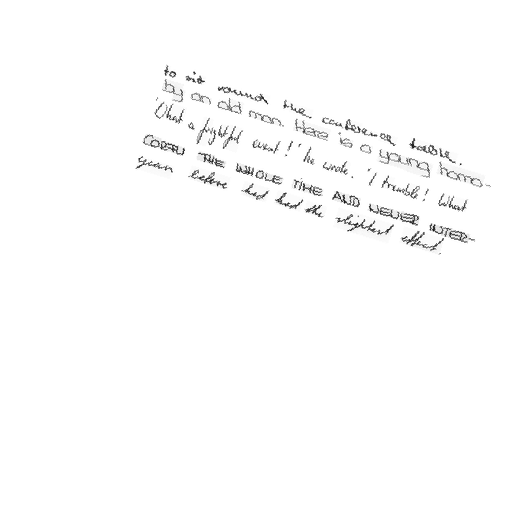 to sit round the conference table.
by an old man. Here is a young homo-
'What a frightful event!' he wrote. 'I tremble! What
THE WHOLE TIME AND NEVER INTER-
years before had had the slightest effect.